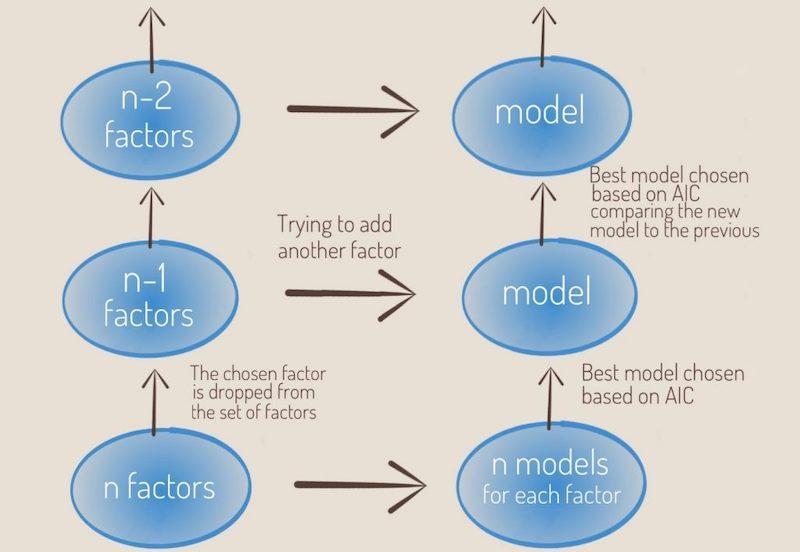 n-2
factors
model
Best model chosen
based on AIC
comparing the new
model to the previous
Trying to add
another factor
n-1
factors
model
The chosen factor
is dropped from
the set of factors
Best model chosen
based on AIC
n factors
n models
for each factor